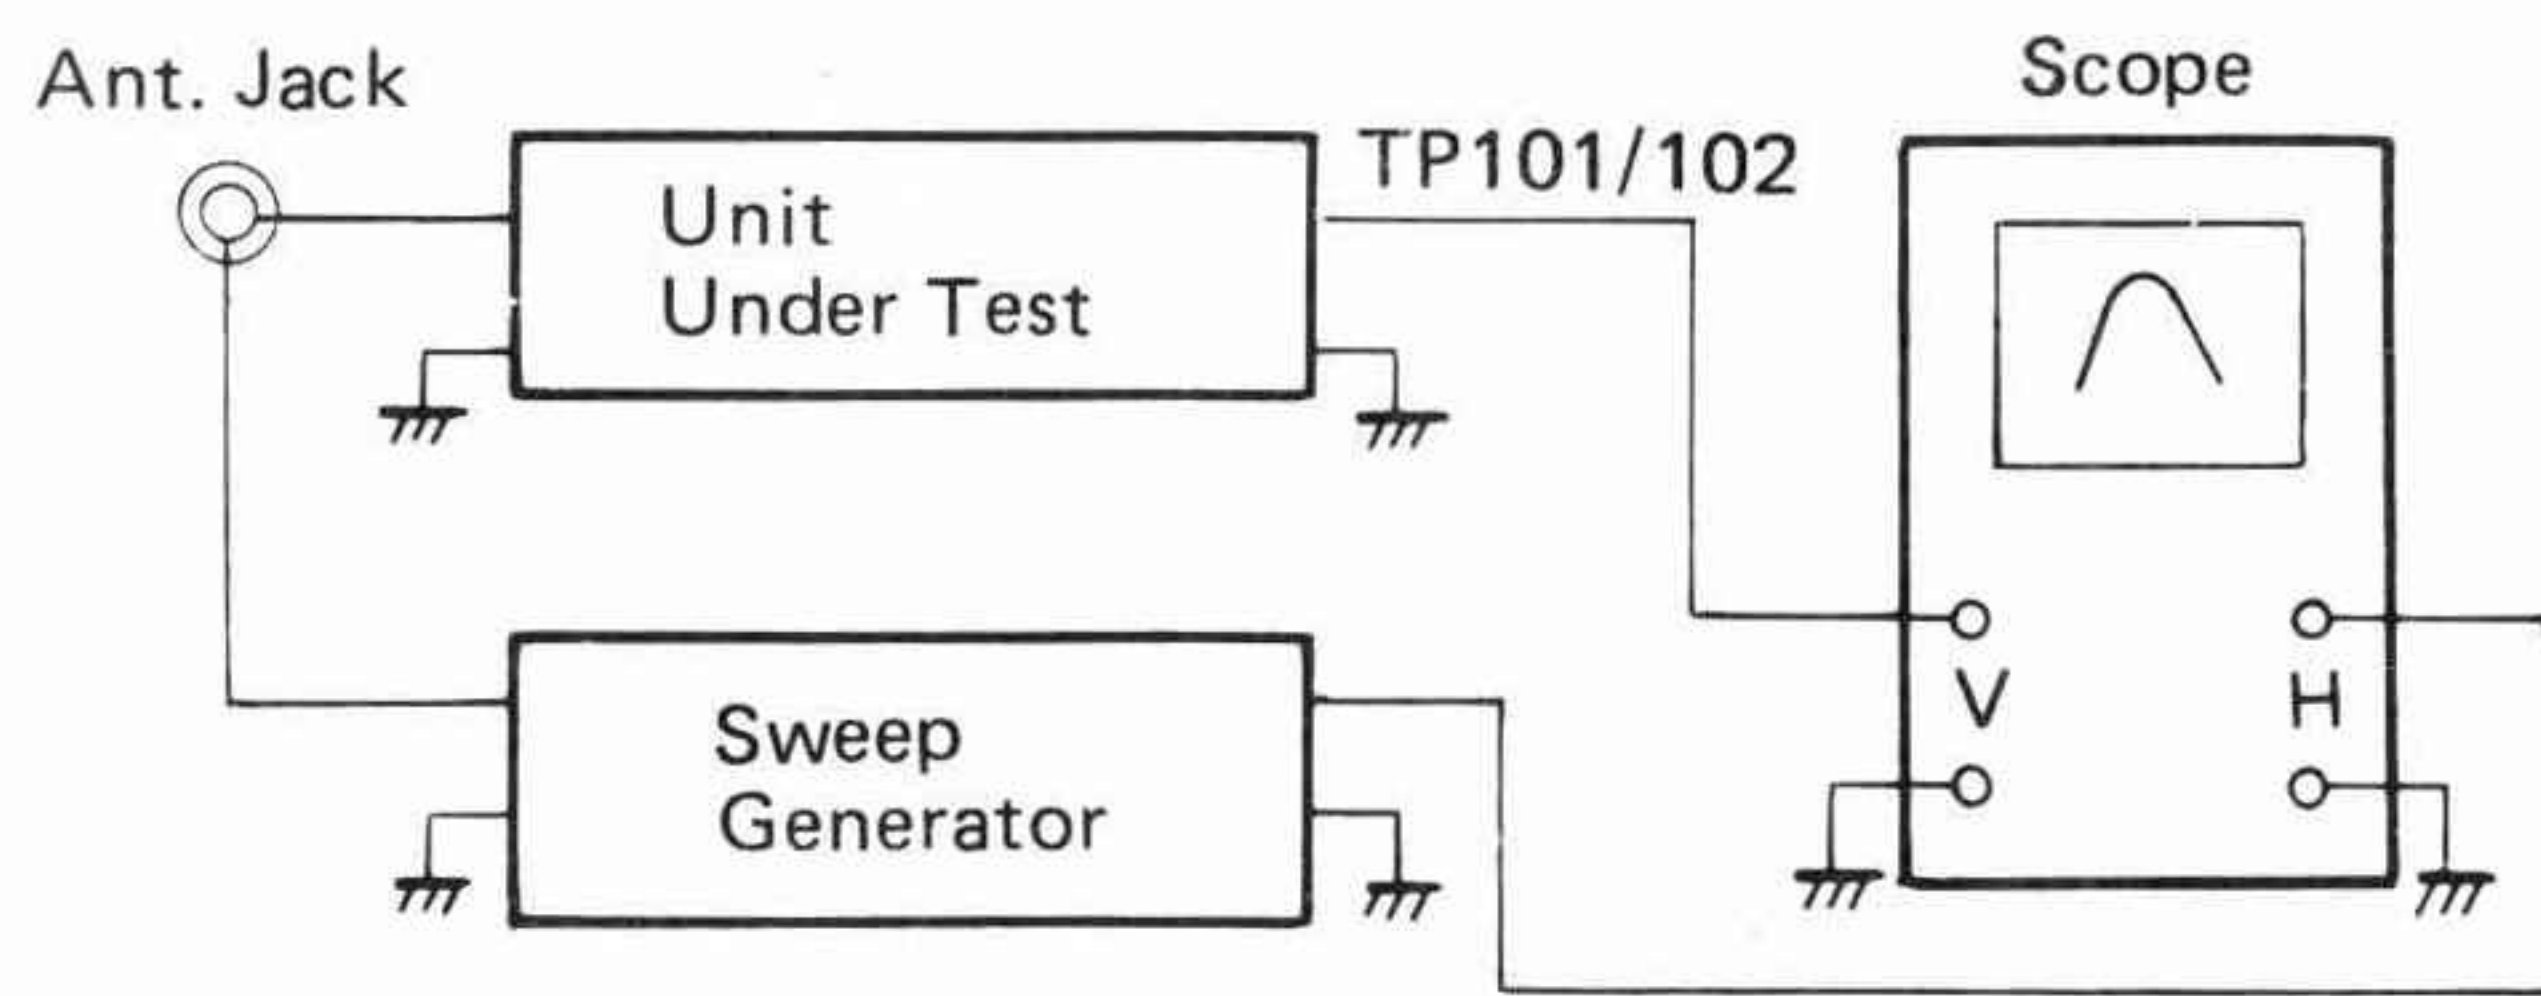 Ant. Jack
Unit
Under Test
TP101/102
Scope
V
H
Sweep
Generator